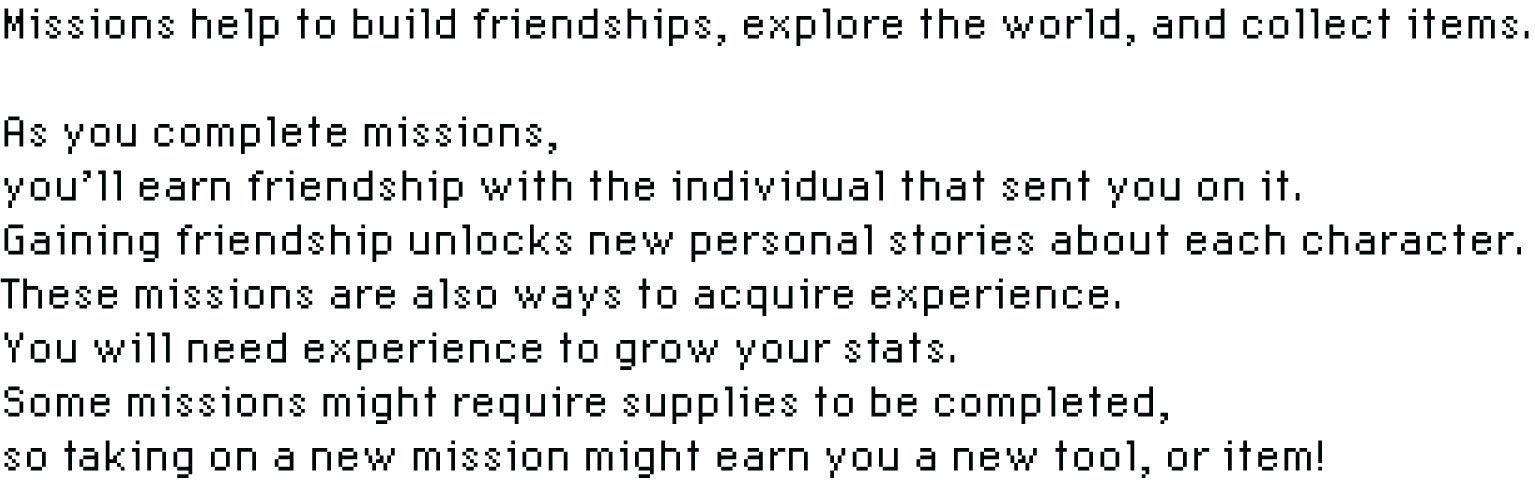 Missions help to build friendships, explore the world, and collect items.
As you complete missions,
you'll earn friendship with the individual that sent you on it.
Gaining friendship unlocks new personal stories about each character.
These missions are also ways to acquire experience.
You will need experience to grow your stats.
Some missions might require supplies to be completed,
so taking on a new mission might earn you a new tool, or item!